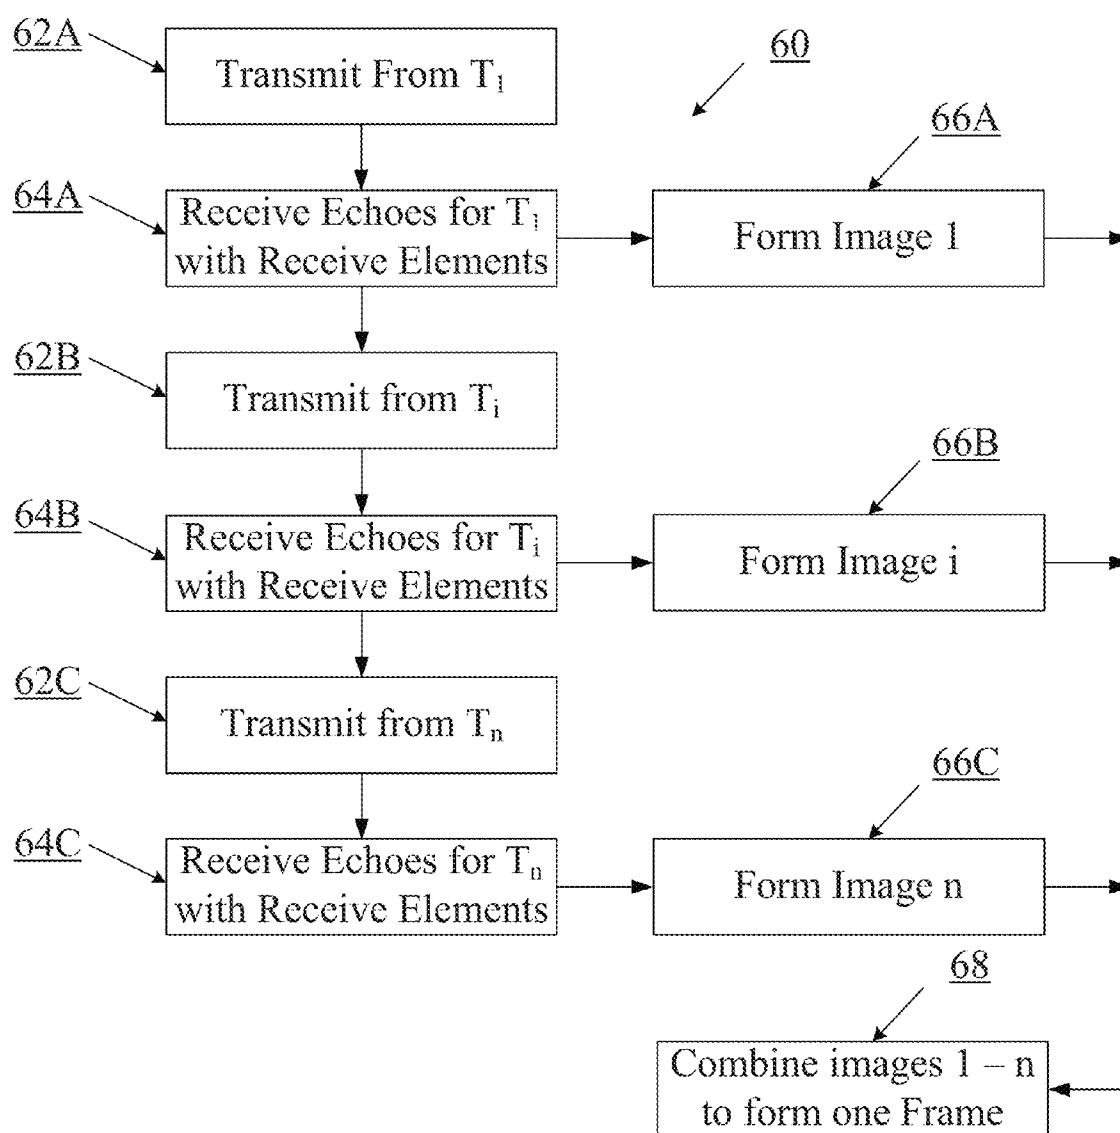 62A
Transmit From T₁
60
66A
64A
Receive Echoes for T₁
with Receive Elements
Form Image 1
62B
Transmit from Tᵢ
66B
64B
Receive Echoes for Tᵢ
with Receive Elements
Form Image i
62C
Transmit from Tₙ
66C
64C
Receive Echoes for Tₙ
with Receive Elements
Form Image n
68
Combine images 1 – n
to form one Frame